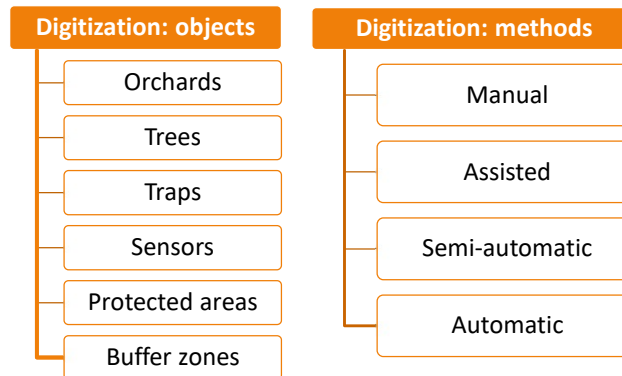 Digitization: objects
Orchards
Trees
Traps
Sensors
Protected areas
Buffer zones
Digitization: methods
Manual
Assisted
Semi-automatic
Automatic